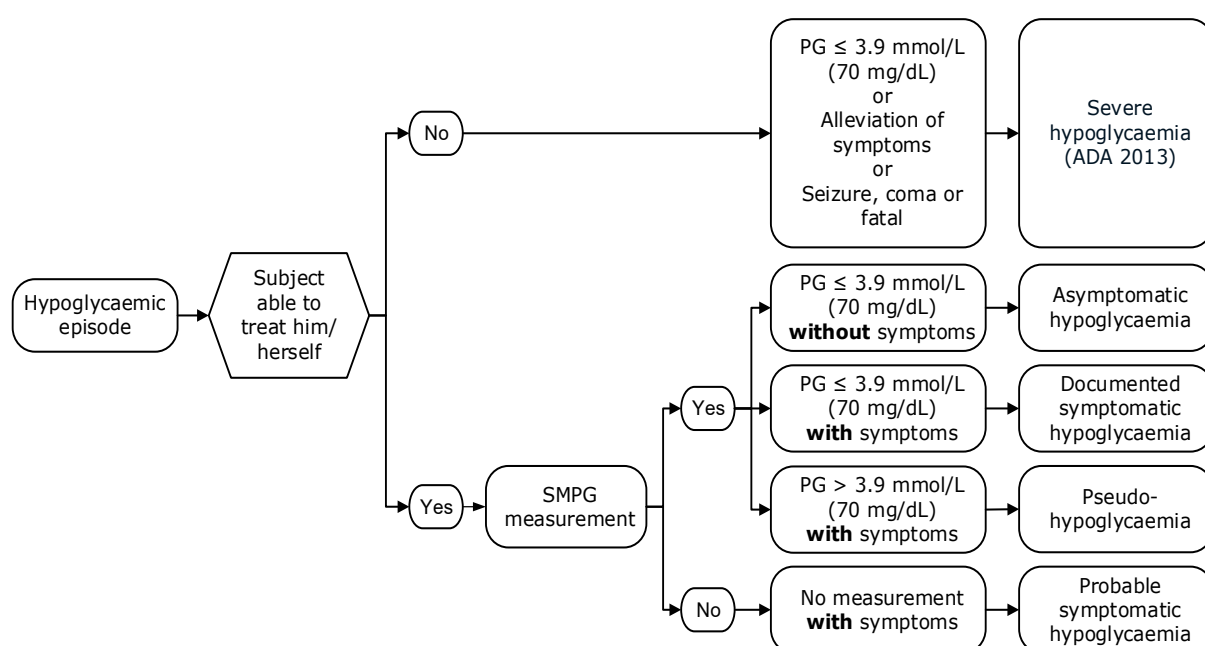 Hypoglycaemic
episode
Subject
able to
treat him/
herself
No
PG ≤ 3.9 mmol/L
(70 mg/dL)
or
Alleviation of
symptoms
or
Seizure, coma or
fatal
Severe
hypoglycaemia
(ADA 2013)
Yes
SMPG
measurement
Yes
PG ≤ 3.9 mmol/L
(70 mg/dL)
without symptoms
Asymptomatic
hypoglycaemia
PG ≤ 3.9 mmol/L
(70 mg/dL)
with symptoms
Documented
symptomatic
hypoglycaemia
PG > 3.9 mmol/L
(70 mg/dL)
with symptoms
Pseudo-
hypoglycaemia
No
No measurement
with symptoms
Probable
symptomatic
hypoglycaemia